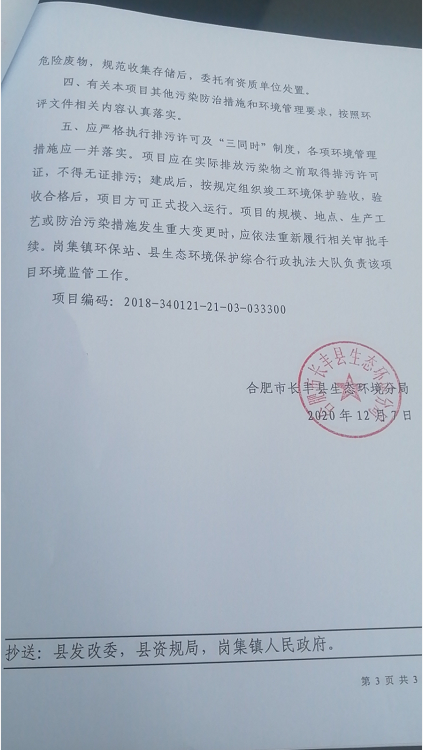 危险废物，规范收集存储后，委托有资质单位处置。
四、有关本项目其他污染防治措施和环境管理要求，按照环
评文件相关内容认真落实。
五、应严格执行排污许可及“三同时”制度，各项环境管理
措施应一并落实。项目应在实际排放污染物之前取得排污许可
证，不得无证排污；建成后，按规定组织竣工环境保护验收，验
收合格后，项目方可正式投入运行。项目的规模、地点、生产工
艺或防治污染措施发生重大变更时，应依法重新履行相关审批手
续。岗集镇环保站、县生态环境保护综合行政执法大队负责该项
目环境监管工作。
项目编码：2018-340121-21-03-033300
合肥市长丰县生态环境分局
2020 年 12 月 7 日
合肥市长丰县生态环境分局
抄送：县发改委，县资规局，岗集镇人民政府。
第 3 页 共 3